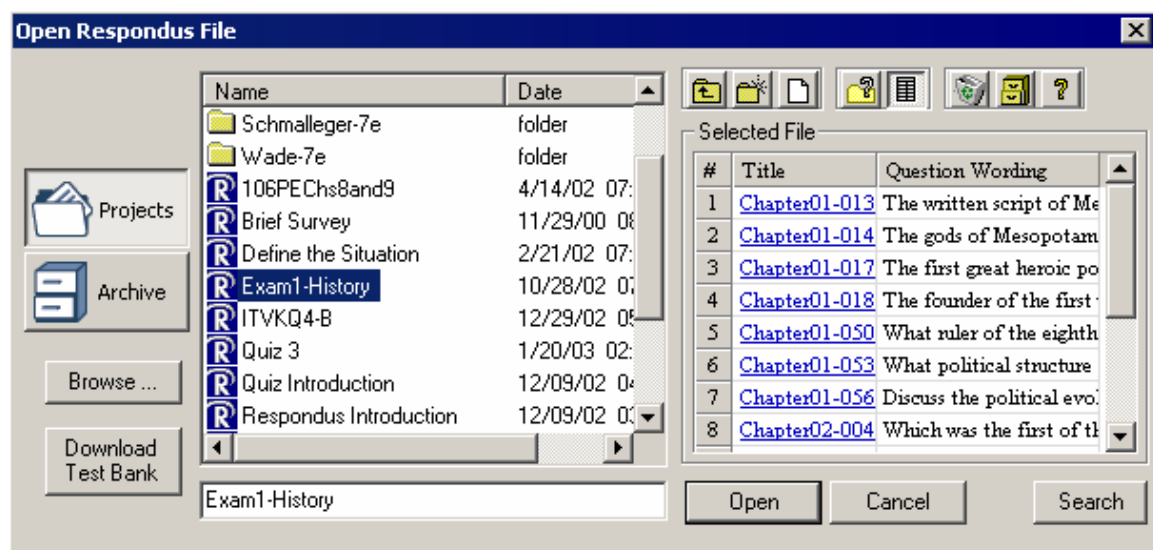 Open Respondus File
Name Date
Schmalleger-7e folder
Wade-7e folder
106PEChs8and9 4/14/02 07:
Brief Survey 11/29/00 08
Define the Situation 2/21/02 07:
Exam1-History 10/28/02 07
ITVKQ4-B 12/29/02 05
Quiz 3 1/20/03 02:
Quiz Introduction 12/09/02 04
Respondus Introduction 12/09/02 03
Projects
Archive
Browse ...
Download
Test Bank
Exam1-History
Selected File
# Title Question Wording
1 Chapter01-013 The written script of Me
2 Chapter01-014 The gods of Mesopotam
3 Chapter01-017 The first great heroic po
4 Chapter01-018 The founder of the first
5 Chapter01-050 What ruler of the eighth
6 Chapter01-053 What political structure
7 Chapter01-056 Discuss the political evol
8 Chapter02-004 Which was the first of th
Open Cancel Search